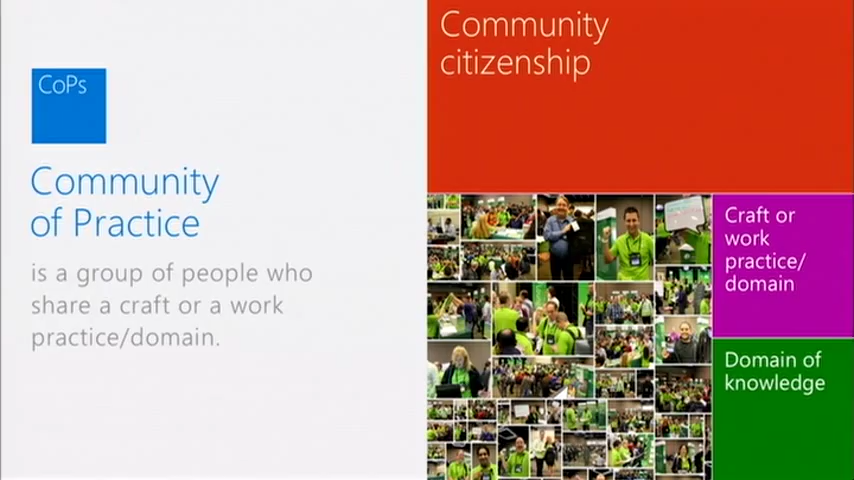 CoPs
Community
of Practice
is a group of people who
share a craft or a work
practice/domain.
Community
citizenship
Craft or
work
practice/
domain
Domain of
knowledge